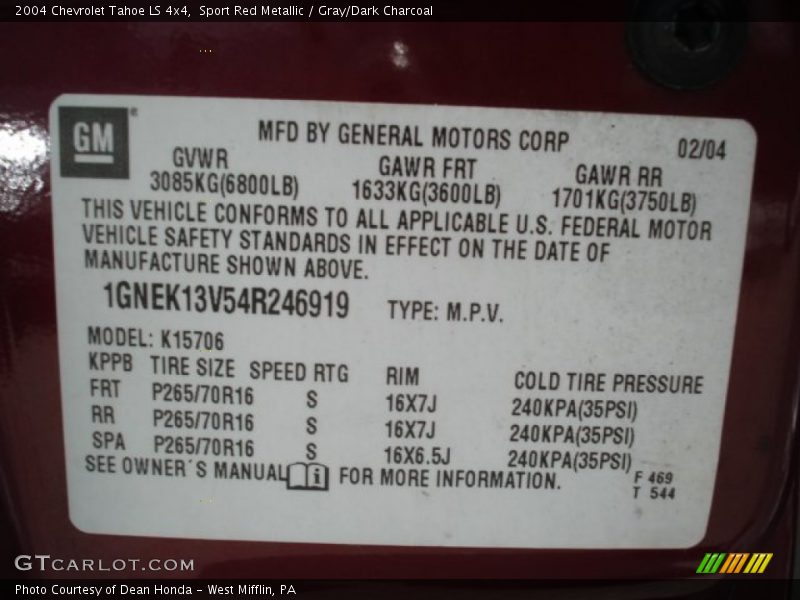 2004 Chevrolet Tahoe LS 4x4,  Sport Red Metallic / Gray/Dark Charcoal
GM ®
MFD BY GENERAL MOTORS CORP 02/04
GVWR GAWR FRT GAWR RR
3085KG(6800LB) 1633KG(3600LB) 1701KG(3750LB)
THIS VEHICLE CONFORMS TO ALL APPLICABLE U.S. FEDERAL MOTOR
VEHICLE SAFETY STANDARDS IN EFFECT ON THE DATE OF
MANUFACTURE SHOWN ABOVE.
1GNEK13V54R246919 TYPE: M.P.V.
MODEL: K15706
KPPB TIRE SIZE SPEED RTG RIM COLD TIRE PRESSURE
FRT P265/70R16 S 16X7J 240KPA(35PSI)
RR P265/70R16 S 16X7J 240KPA(35PSI)
SPA P265/70R16 S 16X6.5J 240KPA(35PSI)
SEE OWNER´S MANUAL i FOR MORE INFORMATION.
F 469
T 544
GTCARLOT.COM
Photo Courtesy of Dean Honda - West Mifflin, PA